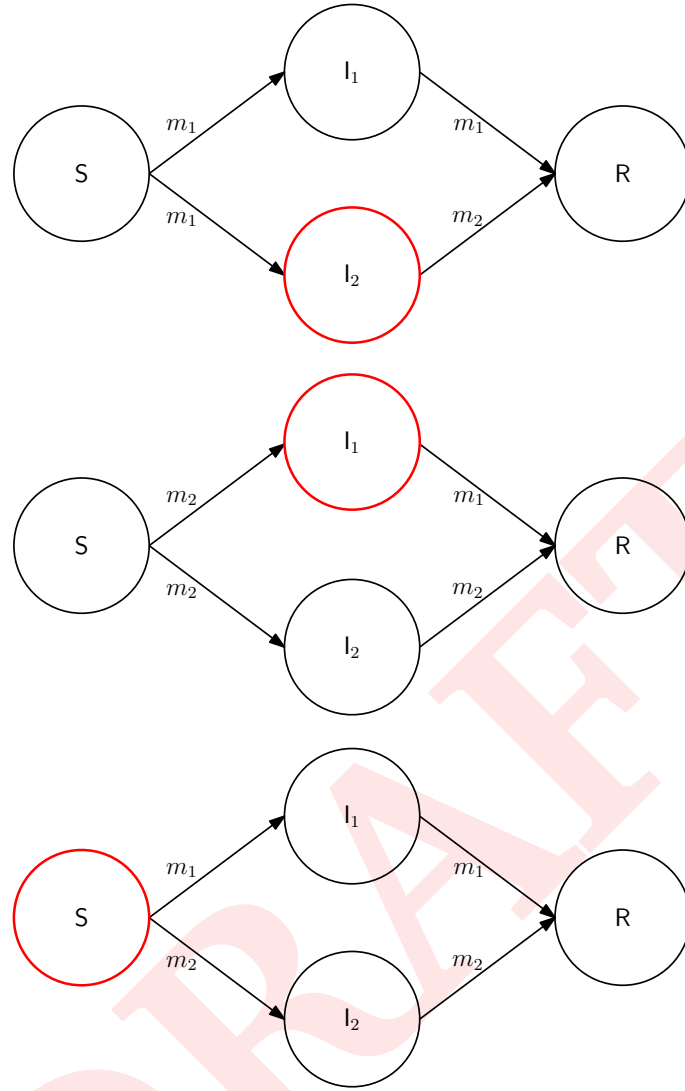 I₁
m₁ m₁
S R
m₁ m₂
I₂
I₁
m₂ m₁
S R
m₂ m₂
I₂
I₁
m₁ m₁
S R
m₂ m₂
I₂
DRAFT